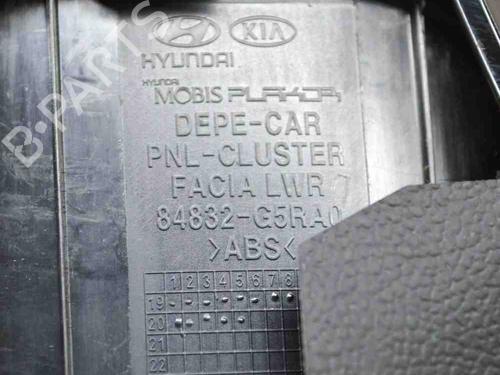 KIA
HYUNDAI
HYUNDAI
MOBIS PLAKOR
DEPE-CAR
PNL-CLUSTER
FACIA LWR
84832-G5RA0
>ABS<
1 2 3 4 5 6 7 8
19
20
21
22
B-PARTS